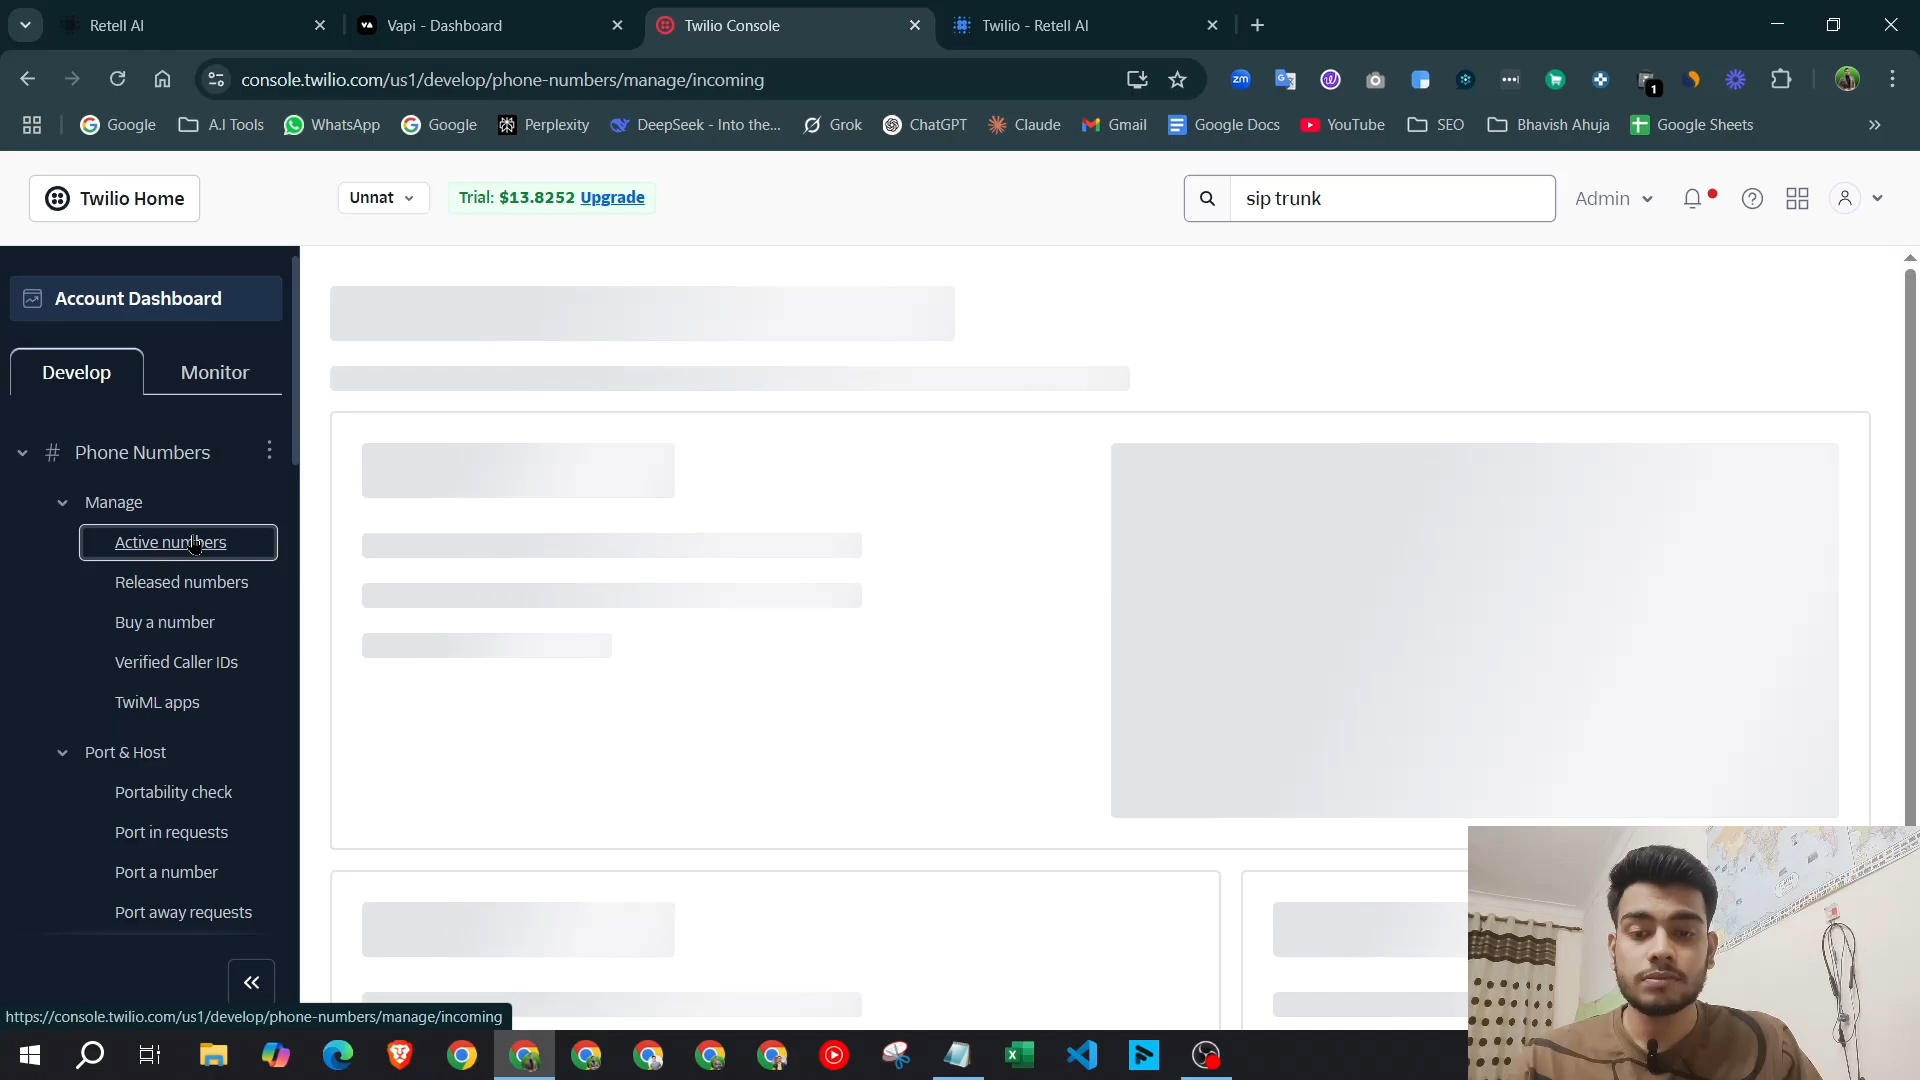 Retell AI
Vapi - Dashboard
Twilio Console
Twilio - Retell AI
console.twilio.com/us1/develop/phone-numbers/manage/incoming
zm
1
Google
A.I Tools
WhatsApp
Google
Perplexity
DeepSeek - Into the...
Grok
ChatGPT
Claude
Gmail
Google Docs
YouTube
SEO
Bhavish Ahuja
Google Sheets
Twilio Home
Unnat
Trial: $13.8252 Upgrade
sip trunk
Admin
Account Dashboard
Develop
Monitor
Phone Numbers
Manage
Active numbers
Released numbers
Buy a number
Verified Caller IDs
TwiML apps
Port & Host
Portability check
Port in requests
Port a number
Port away requests
https://console.twilio.com/us1/develop/phone-numbers/manage/incoming